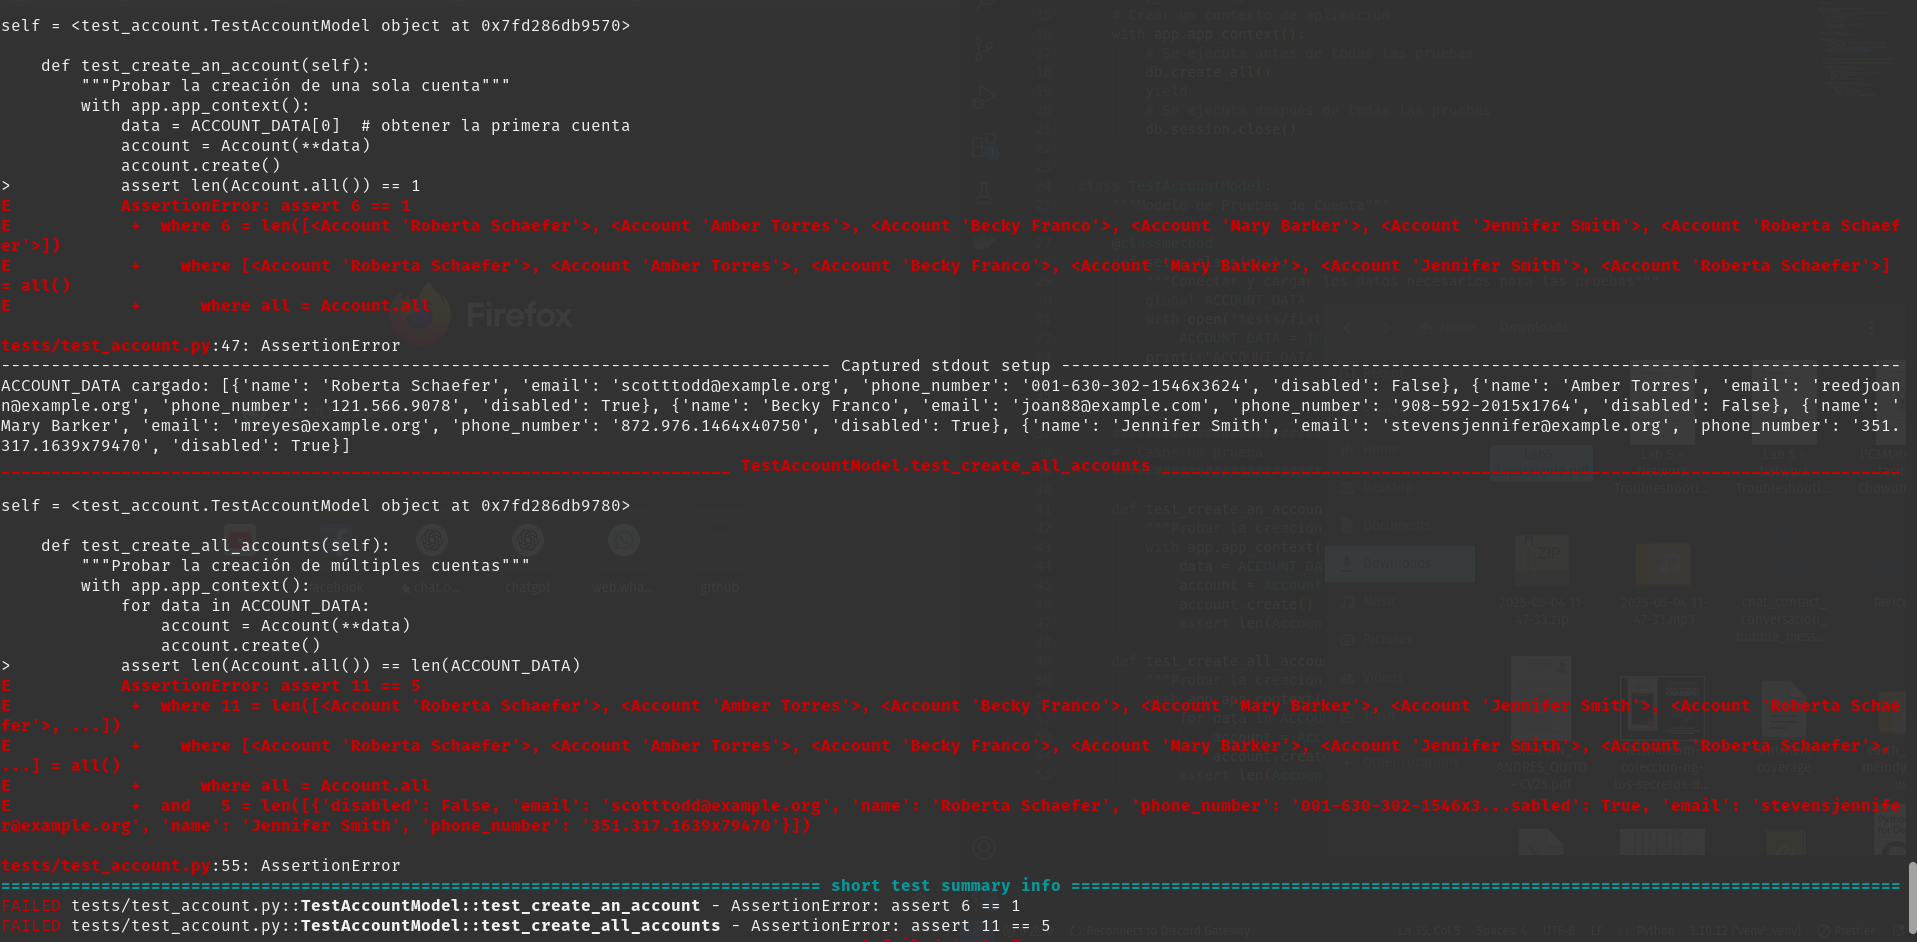 self = <test_account.TestAccountModel object at 0x7fd286db9570>
    def test_create_an_account(self):
        """Probar la creación de una sola cuenta"""
        with app.app_context():
            data = ACCOUNT_DATA[0]  # obtener la primera cuenta
            account = Account(**data)
            account.create()
>           assert len(Account.all()) == 1
E           AssertionError: assert 6 == 1
E            +  where 6 = len([<Account 'Roberta Schaefer'>, <Account 'Amber Torres'>, <Account 'Becky Franco'>, <Account 'Mary Barker'>, <Account 'Jennifer Smith'>, <Account 'Roberta Schaef
er'>])
E            +    where [<Account 'Roberta Schaefer'>, <Account 'Amber Torres'>, <Account 'Becky Franco'>, <Account 'Mary Barker'>, <Account 'Jennifer Smith'>, <Account 'Roberta Schaefer'>]
= all()
E            +      where all = Account.all
Firefox
tests/test_account.py:47: AssertionError
----------------------------------------------------------------------------------- Captured stdout setup ------------------------------------------------------------------------------------
ACCOUNT_DATA cargado: [{'name': 'Roberta Schaefer', 'email': 'scotttodd@example.org', 'phone_number': '001-630-302-1546x3624', 'disabled': False}, {'name': 'Amber Torres', 'email': 'reedjoan
n@example.org', 'phone_number': '121.566.9078', 'disabled': True}, {'name': 'Becky Franco', 'email': 'joan88@example.com', 'phone_number': '908-592-2015x1764', 'disabled': False}, {'name': '
Mary Barker', 'email': 'mreyes@example.org', 'phone_number': '872.976.1464x40750', 'disabled': True}, {'name': 'Jennifer Smith', 'email': 'stevensjennifer@example.org', 'phone_number': '351.
317.1639x79470', 'disabled': True}]
_________________________________________________________________________ TestAccountModel.test_create_all_accounts __________________________________________________________________________
self = <test_account.TestAccountModel object at 0x7fd286db9780>
    def test_create_all_accounts(self):
        """Probar la creación de múltiples cuentas"""
        with app.app_context():
            for data in ACCOUNT_DATA:
                account = Account(**data)
                account.create()
>           assert len(Account.all()) == len(ACCOUNT_DATA)
E           AssertionError: assert 11 == 5
E            +  where 11 = len([<Account 'Roberta Schaefer'>, <Account 'Amber Torres'>, <Account 'Becky Franco'>, <Account 'Mary Barker'>, <Account 'Jennifer Smith'>, <Account 'Roberta Schae
fer'>, ...])
E            +    where [<Account 'Roberta Schaefer'>, <Account 'Amber Torres'>, <Account 'Becky Franco'>, <Account 'Mary Barker'>, <Account 'Jennifer Smith'>, <Account 'Roberta Schaefer'>,
...] = all()
E            +      where all = Account.all
E            +  and   5 = len([{'disabled': False, 'email': 'scotttodd@example.org', 'name': 'Roberta Schaefer', 'phone_number': '001-630-302-1546x3...sabled': True, 'email': 'stevensjennife
r@example.org', 'name': 'Jennifer Smith', 'phone_number': '351.317.1639x79470'}])
tests/test_account.py:55: AssertionError
================================================================================== short test summary info ===================================================================================
FAILED tests/test_account.py::TestAccountModel::test_create_an_account - AssertionError: assert 6 == 1
FAILED tests/test_account.py::TestAccountModel::test_create_all_accounts - AssertionError: assert 11 == 5